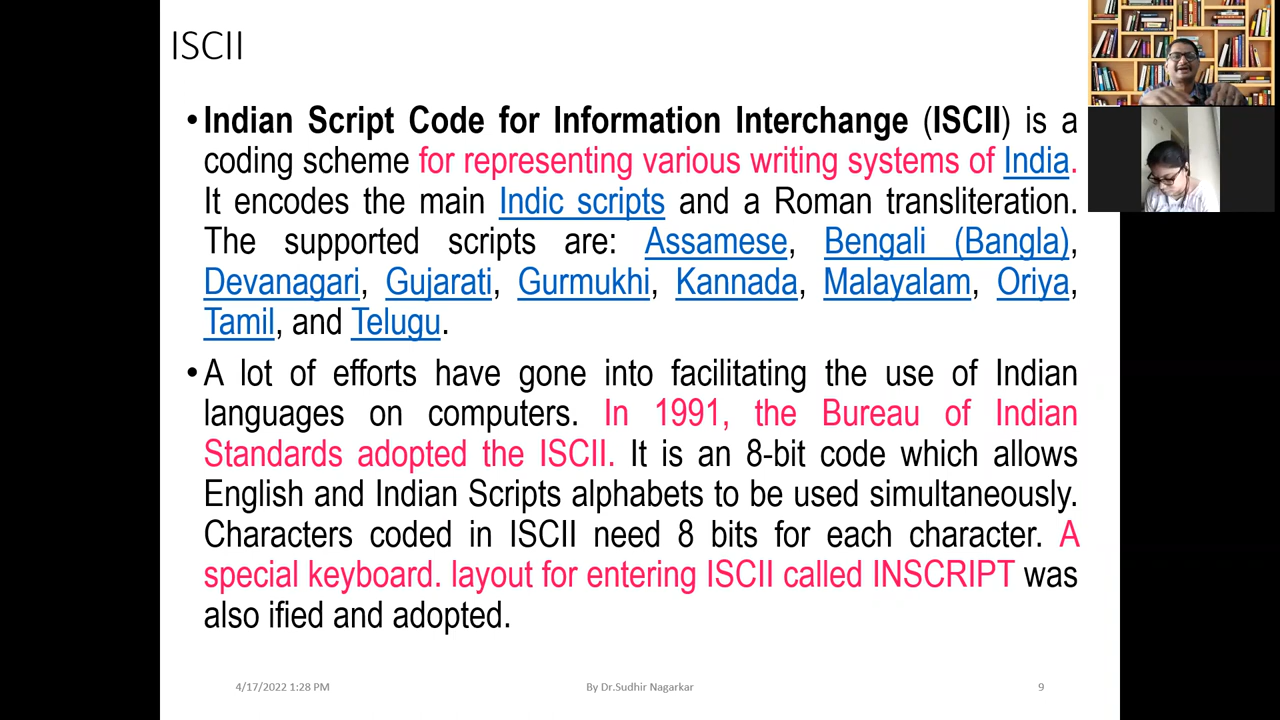 ISCII
•Indian Script Code for Information Interchange (ISCII) is a
coding scheme for representing various writing systems of India.
It encodes the main Indic scripts and a Roman transliteration.
The supported scripts are: Assamese, Bengali (Bangla),
Devanagari, Gujarati, Gurmukhi, Kannada, Malayalam, Oriya,
Tamil, and Telugu.
•A lot of efforts have gone into facilitating the use of Indian
languages on computers. In 1991, the Bureau of Indian
Standards adopted the ISCII. It is an 8-bit code which allows
English and Indian Scripts alphabets to be used simultaneously.
Characters coded in ISCII need 8 bits for each character. A
special keyboard. layout for entering ISCII called INSCRIPT was
also ified and adopted.
4/17/2022 1:28 PM
By Dr.Sudhir Nagarkar
9